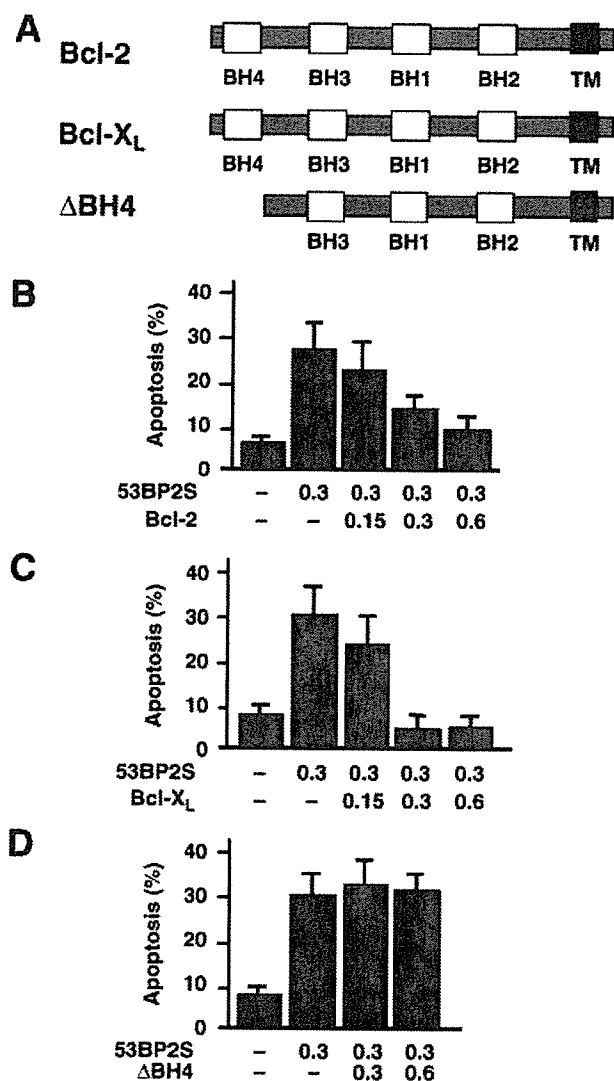 A
Bcl-2
BH4 BH3 BH1 BH2 TM
Bcl-XL
BH4 BH3 BH1 BH2 TM
ΔBH4
BH3 BH1 BH2 TM
B
Apoptosis (%)
40
30
20
10
0
53BP2S – 0.3 0.3 0.3 0.3
Bcl-2 – – 0.15 0.3 0.6
C
Apoptosis (%)
40
30
20
10
0
53BP2S – 0.3 0.3 0.3 0.3
Bcl-XL – – 0.15 0.3 0.6
D
Apoptosis (%)
40
30
20
10
0
53BP2S – 0.3 0.3 0.3
ΔBH4 – – 0.3 0.6